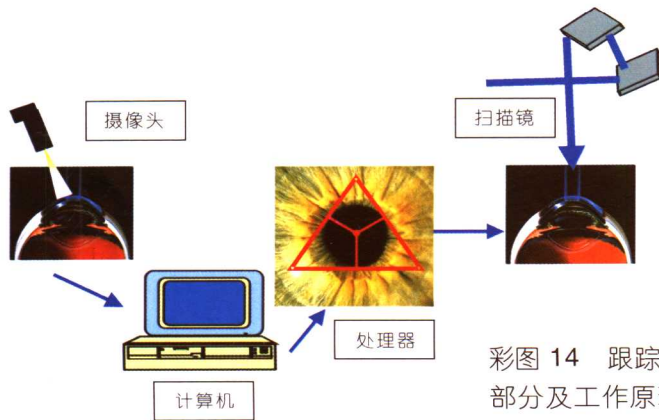 摄像头
扫描镜
处理器
计算机
彩图 14 跟踪
部分及工作原